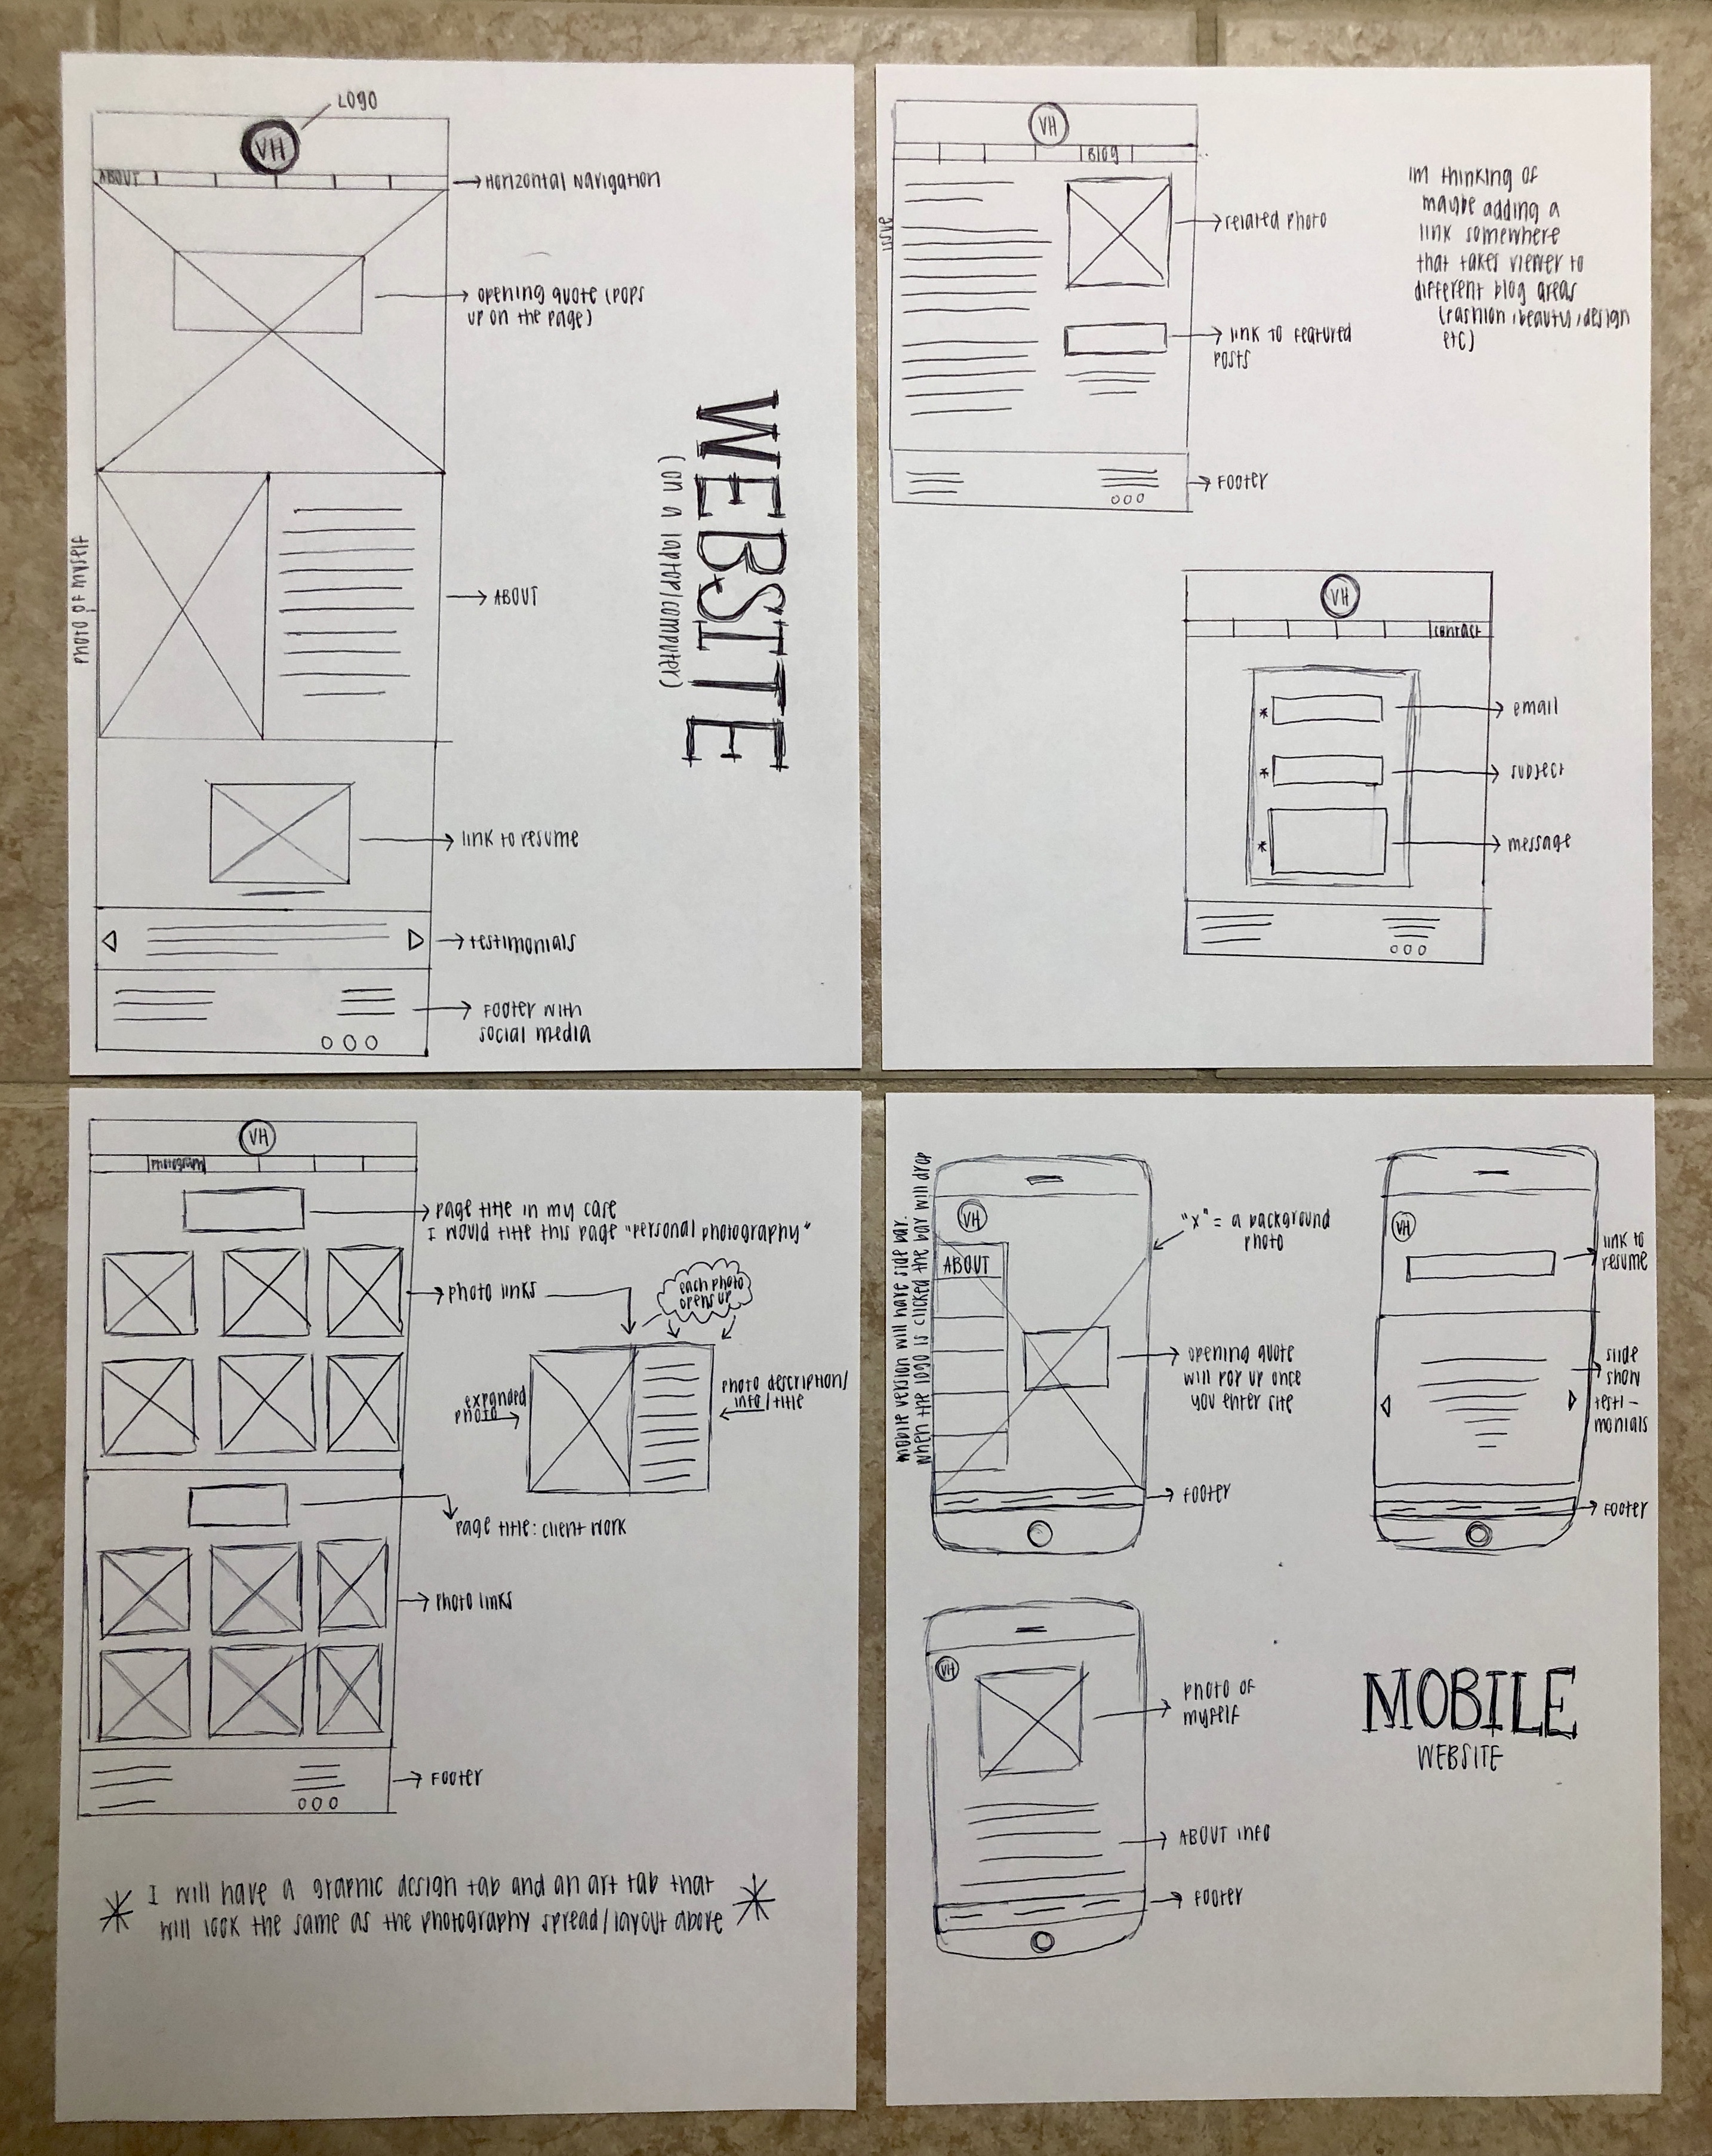 LOGO
VH
ABOUT
Horizontal Navigation
opening quote (pops
up on the page)
WEBSITE
(on a laptop/computer)
photo of myself
ABOUT
link to resume
testimonials
Footer with
social media
VH
Blog
related photo
link to featured
posts
Footer
Im thinking of
maybe adding a
link somewhere
that takes viewer to
different blog areas
(fashion, beauty, design
etc)
VH
contact
* email
* subject
* message
VH
photography
page title in my case
I would title this page "personal photography"
photo links
each photo
opens up
expanded
photo
photo description/
info/title
page title: client work
photo links
Footer
* I will have a graphic design tab and an art tab that
will look the same as the photography spread/layout above *
mobile version will have side bar.
when the logo is clicked the bar will drop
VH
ABOUT
"x" = a background
photo
opening quote
will pop up once
you enter site
Footer
VH
link to
resume
slide
show
testi-
monials
Footer
VH
photo of
myself
ABOUT info
Footer
MOBILE
WEBSITE